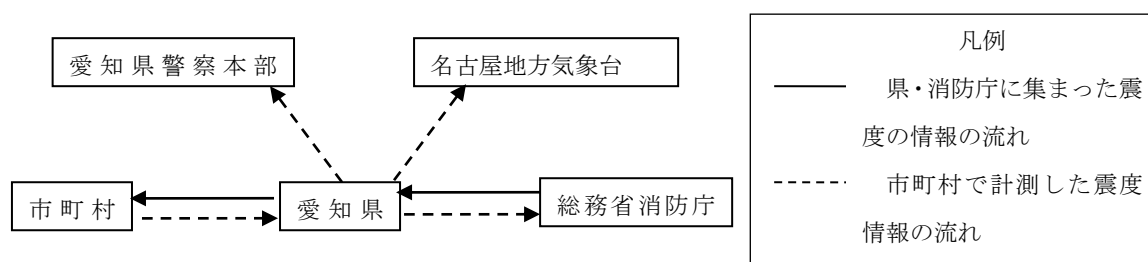 愛知県警察本部
名古屋地方気象台
市町村
愛知県
総務省消防庁
凡例
県・消防庁に集まった震
度の情報の流れ
市町村で計測した震度
情報の流れ